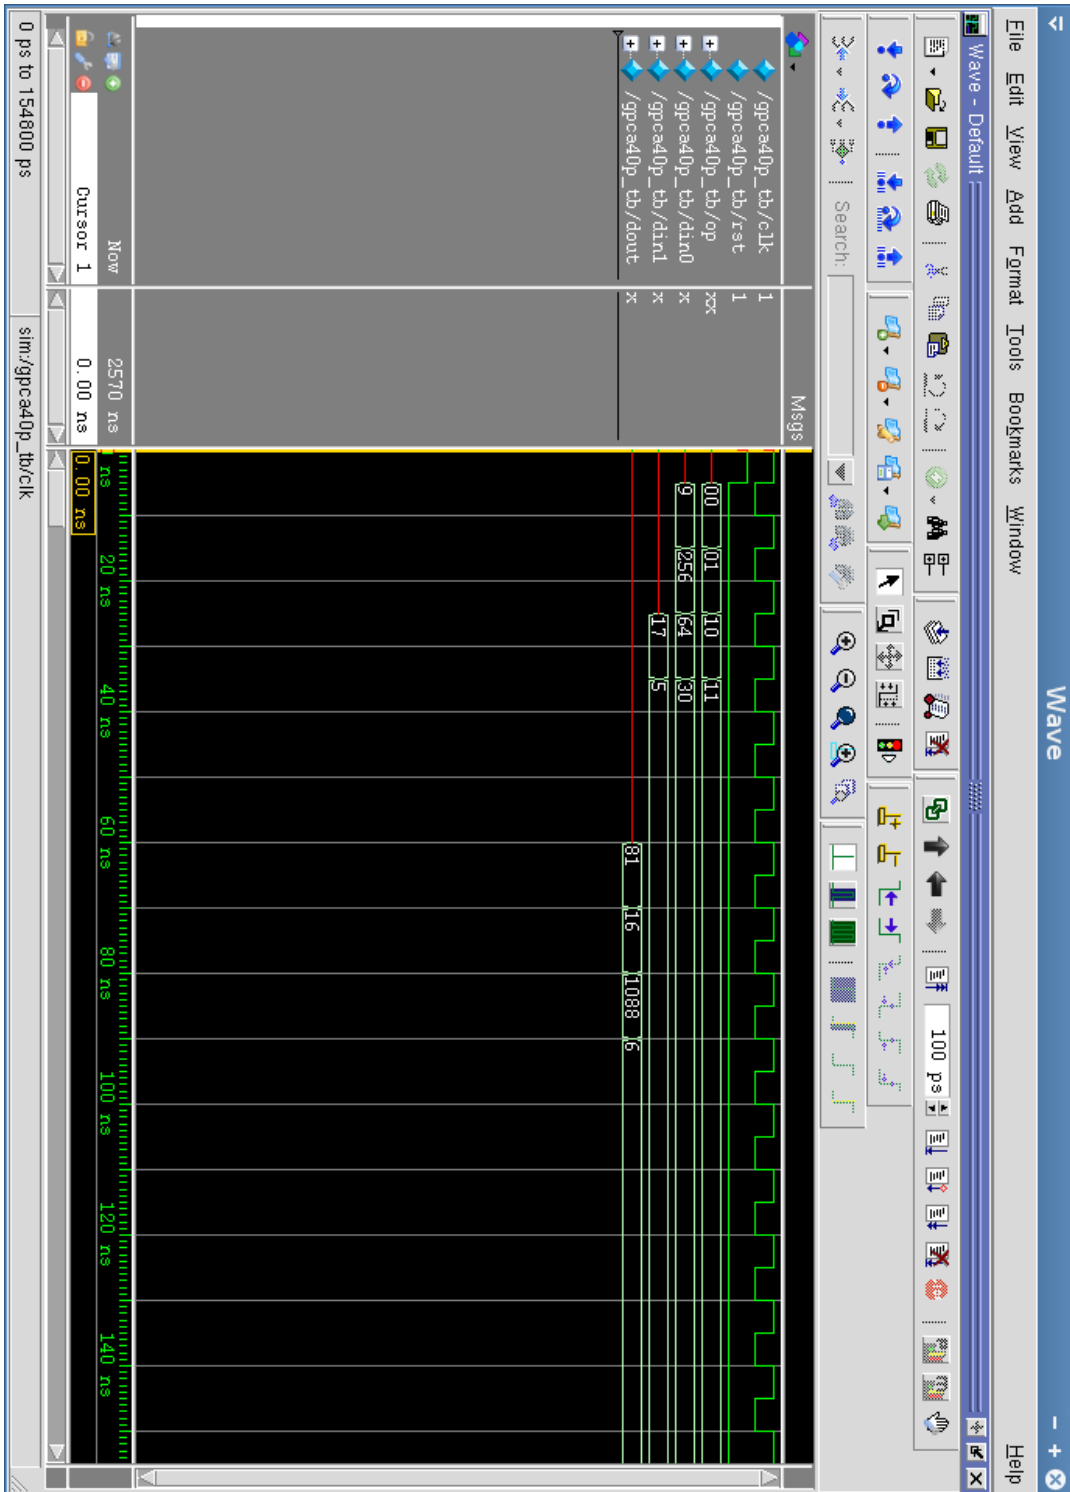 Wave
File Edit View Add Format Tools Bookmarks Window Help
Wave - Default
100 ps
Search:
Msgs
/gpca40p_tb/clk 1
/gpca40p_tb/rst 1
/gpca40p_tb/op xx 00 01 10 11
/gpca40p_tb/din0 x 9 256 64 30
/gpca40p_tb/din1 x 17 5
/gpca40p_tb/dout x 81 16 1088 6
Now 2570 ns ns 20 ns 40 ns 60 ns 80 ns 100 ns 120 ns 140 ns
Cursor 1 0.00 ns 0.00 ns
0 ps to 154800 ps sim:/gpca40p_tb/clk